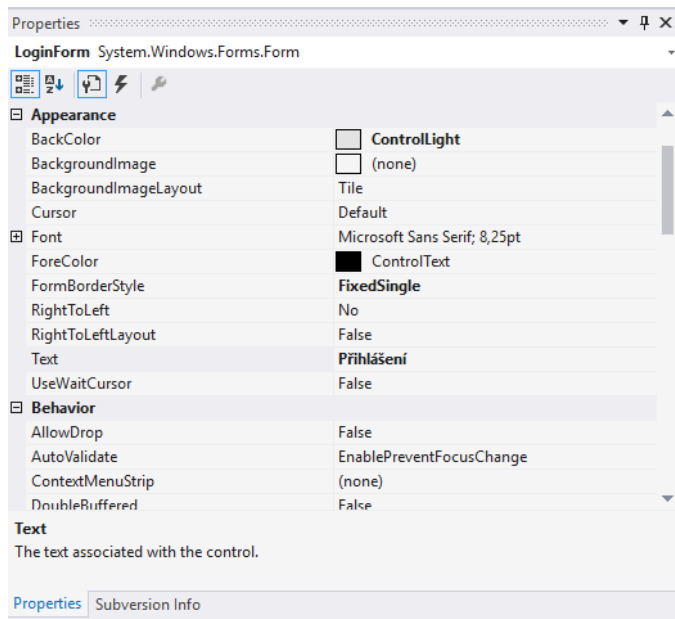 Properties
LoginForm System.Windows.Forms.Form
Appearance
BackColor ControlLight
BackgroundImage (none)
BackgroundImageLayout Tile
Cursor Default
Font Microsoft Sans Serif; 8,25pt
ForeColor ControlText
FormBorderStyle FixedSingle
RightToLeft No
RightToLeftLayout False
Text Přihlášení
UseWaitCursor False
Behavior
AllowDrop False
AutoValidate EnablePreventFocusChange
ContextMenuStrip (none)
DoubleBuffered False
Text
The text associated with the control.
Properties Subversion Info